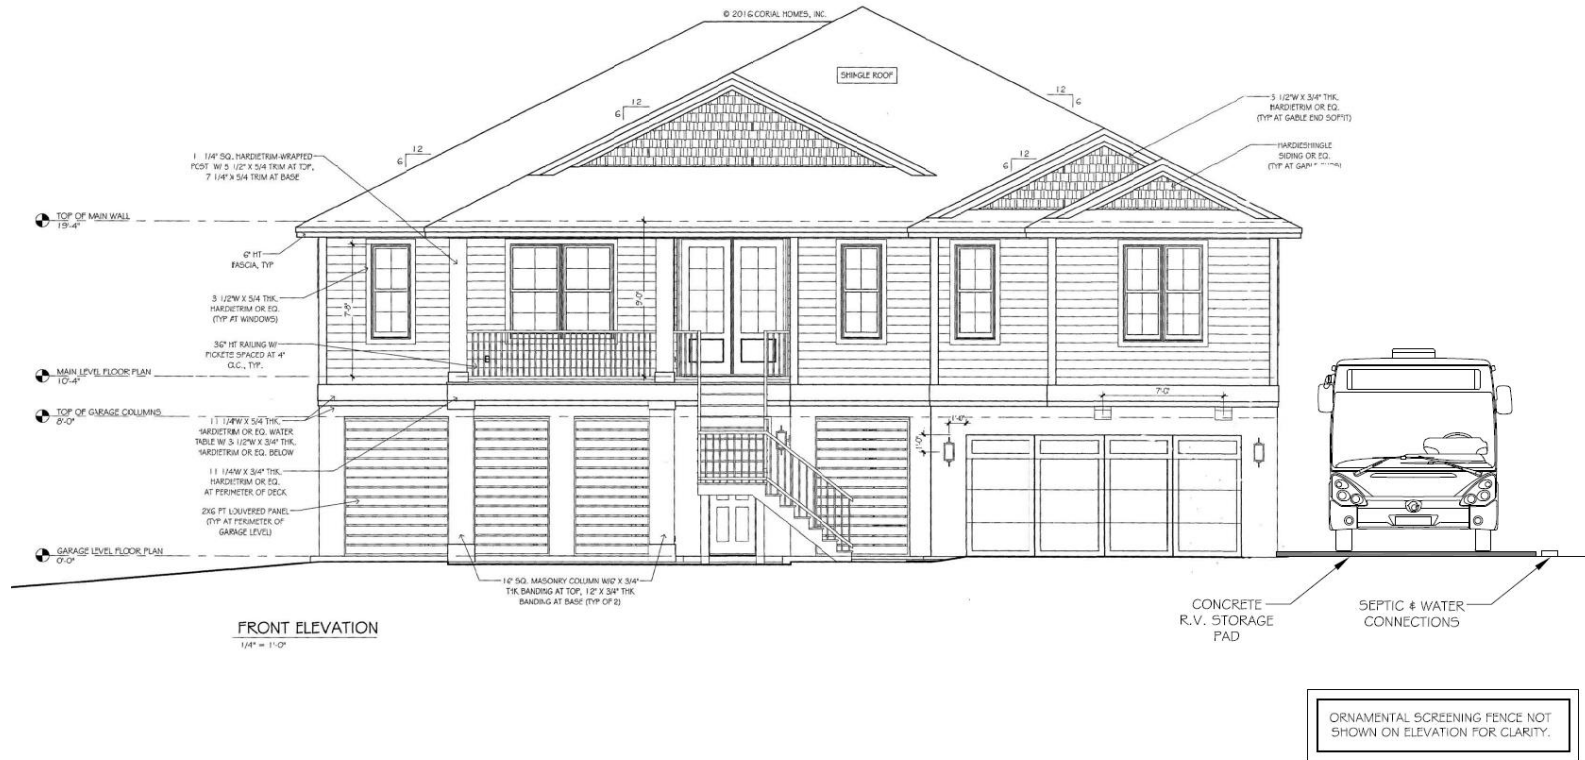 © 2016 CORIAL HOMES, INC.
SHINGLE ROOF
12
6
12
6
12
6
12
6
5 1/2"W X 3/4" THK.
HARDIETRIM OR EQ.
(TYP AT GABLE END SOFFIT)
HARDIESHINGLE
SIDING OR EQ.
(TYP AT GABLE ENDS)
1 1/4" SQ. HARDIETRIM-WRAPPED
POST W/ 5 1/2" X 5/4 TRIM AT TOP,
7 1/4" X 5/4 TRIM AT BASE
TOP OF MAIN WALL
19'-4"
6" HT
FASCIA, TYP
3 1/2"W X 5/4 THK.
HARDIETRIM OR EQ.
(TYP AT WINDOWS)
7'-8"
9'-0"
36" HT RAILING W/
PICKETS SPACED AT 4"
O.C., TYP.
MAIN LEVEL FLOOR PLAN
10'-4"
TOP OF GARAGE COLUMNS
8'-0"
11 1/4"W X 5/4 THK.
HARDIETRIM OR EQ. WATER
TABLE W/ 3 1/2"W X 3/4" THK.
HARDIETRIM OR EQ. BELOW
7'-0"
1'-6"
1'-0"
11 1/4"W X 3/4" THK.
HARDIETRIM OR EQ.
AT PERIMETER OF DECK
2X6 PT LOUVERED PANEL
(TYP AT PERIMETER OF
GARAGE LEVEL)
GARAGE LEVEL FLOOR PLAN
0'-0"
16" SQ. MASONRY COLUMN W/ X 3/4"
THK BANDING AT TOP, 12" X 3/4" THK
BANDING AT BASE (TYP OF 2)
CONCRETE
R.V. STORAGE
PAD
SEPTIC & WATER
CONNECTIONS
FRONT ELEVATION
1/4" = 1'-0"
ORNAMENTAL SCREENING FENCE NOT
SHOWN ON ELEVATION FOR CLARITY.